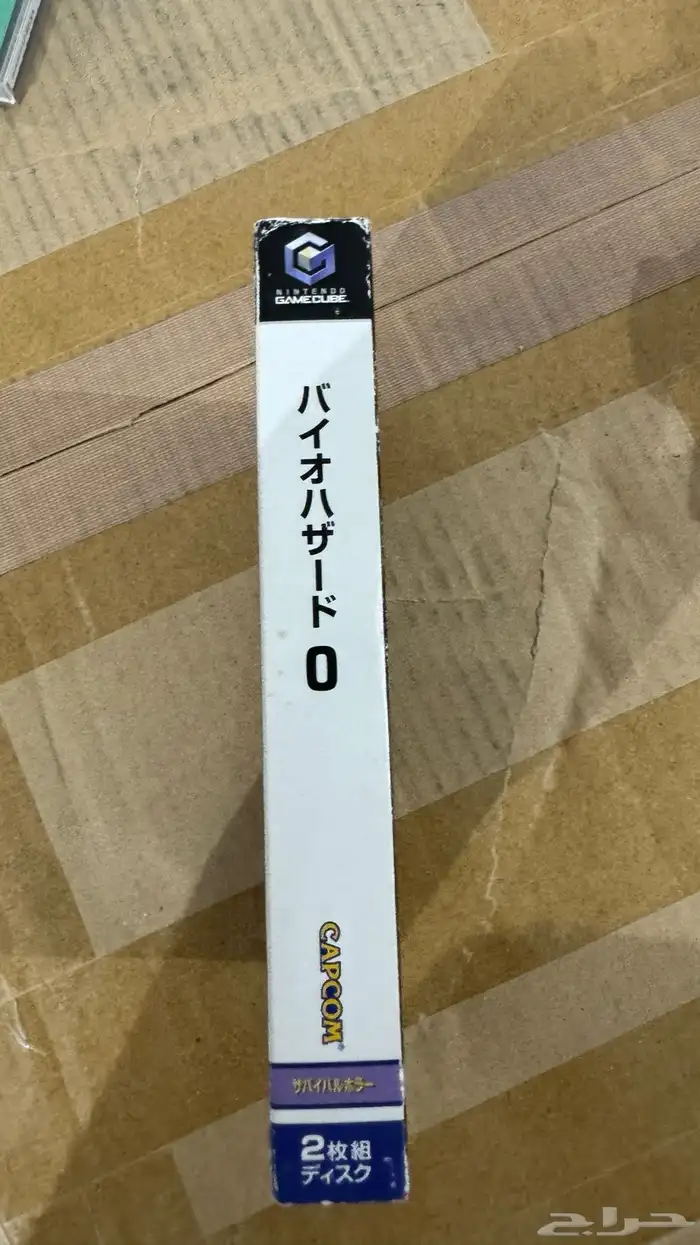 NINTENDO
GAMECUBE
バイオハザード 0
CAPCOM
サバイバルホラー
2枚組
ディスク
حراج